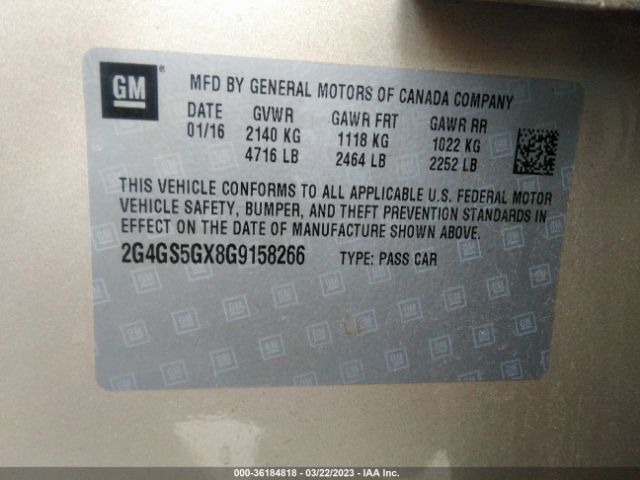 GM ®
MFD BY GENERAL MOTORS OF CANADA COMPANY
DATE GVWR GAWR FRT GAWR RR
01/16 2140 KG 1118 KG 1022 KG
4716 LB 2464 LB 2252 LB
THIS VEHICLE CONFORMS TO ALL APPLICABLE U.S. FEDERAL MOTOR
VEHICLE SAFETY, BUMPER, AND THEFT PREVENTION STANDARDS IN
EFFECT ON THE DATE OF MANUFACTURE SHOWN ABOVE.
2G4GS5GX8G9158266 TYPE: PASS CAR
000-36184818 - 03/22/2023 - IAA Inc.